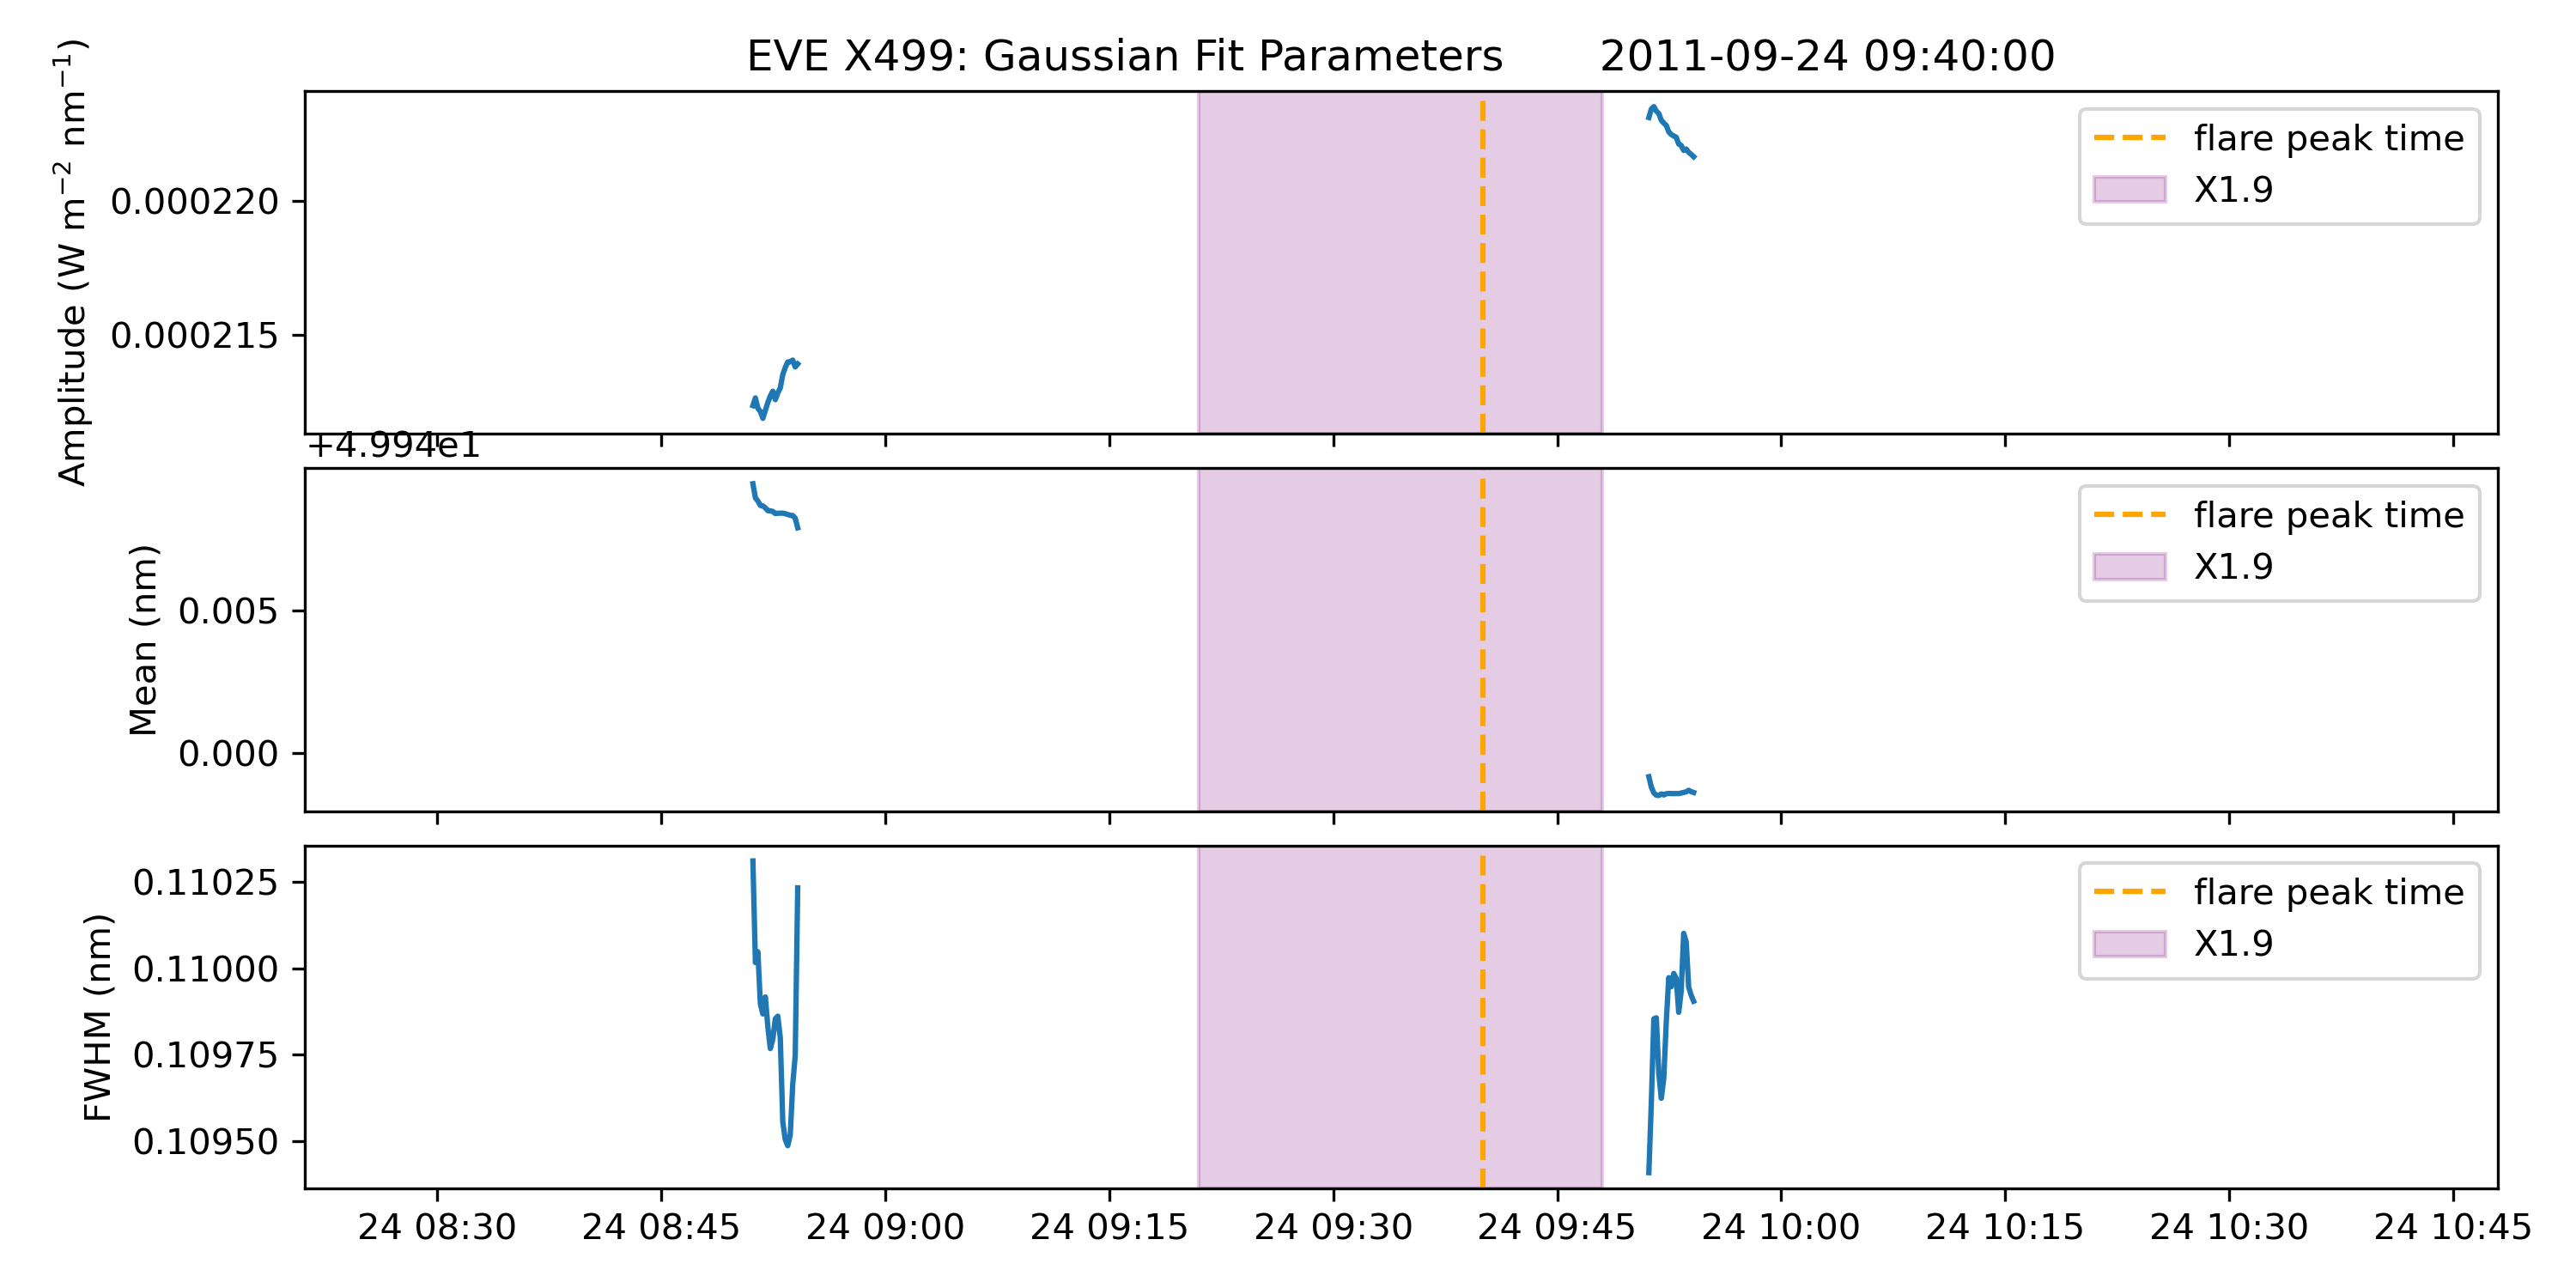 EVE X499: Gaussian Fit Parameters 2011-09-24 09:40:00
Amplitude (W m⁻² nm⁻¹)
0.000220
0.000215
flare peak time
X1.9
+4.994e1
Mean (nm)
0.005
0.000
flare peak time
X1.9
FWHM (nm)
0.11025
0.11000
0.10975
0.10950
flare peak time
X1.9
24 08:30 24 08:45 24 09:00 24 09:15 24 09:30 24 09:45 24 10:00 24 10:15 24 10:30 24 10:45